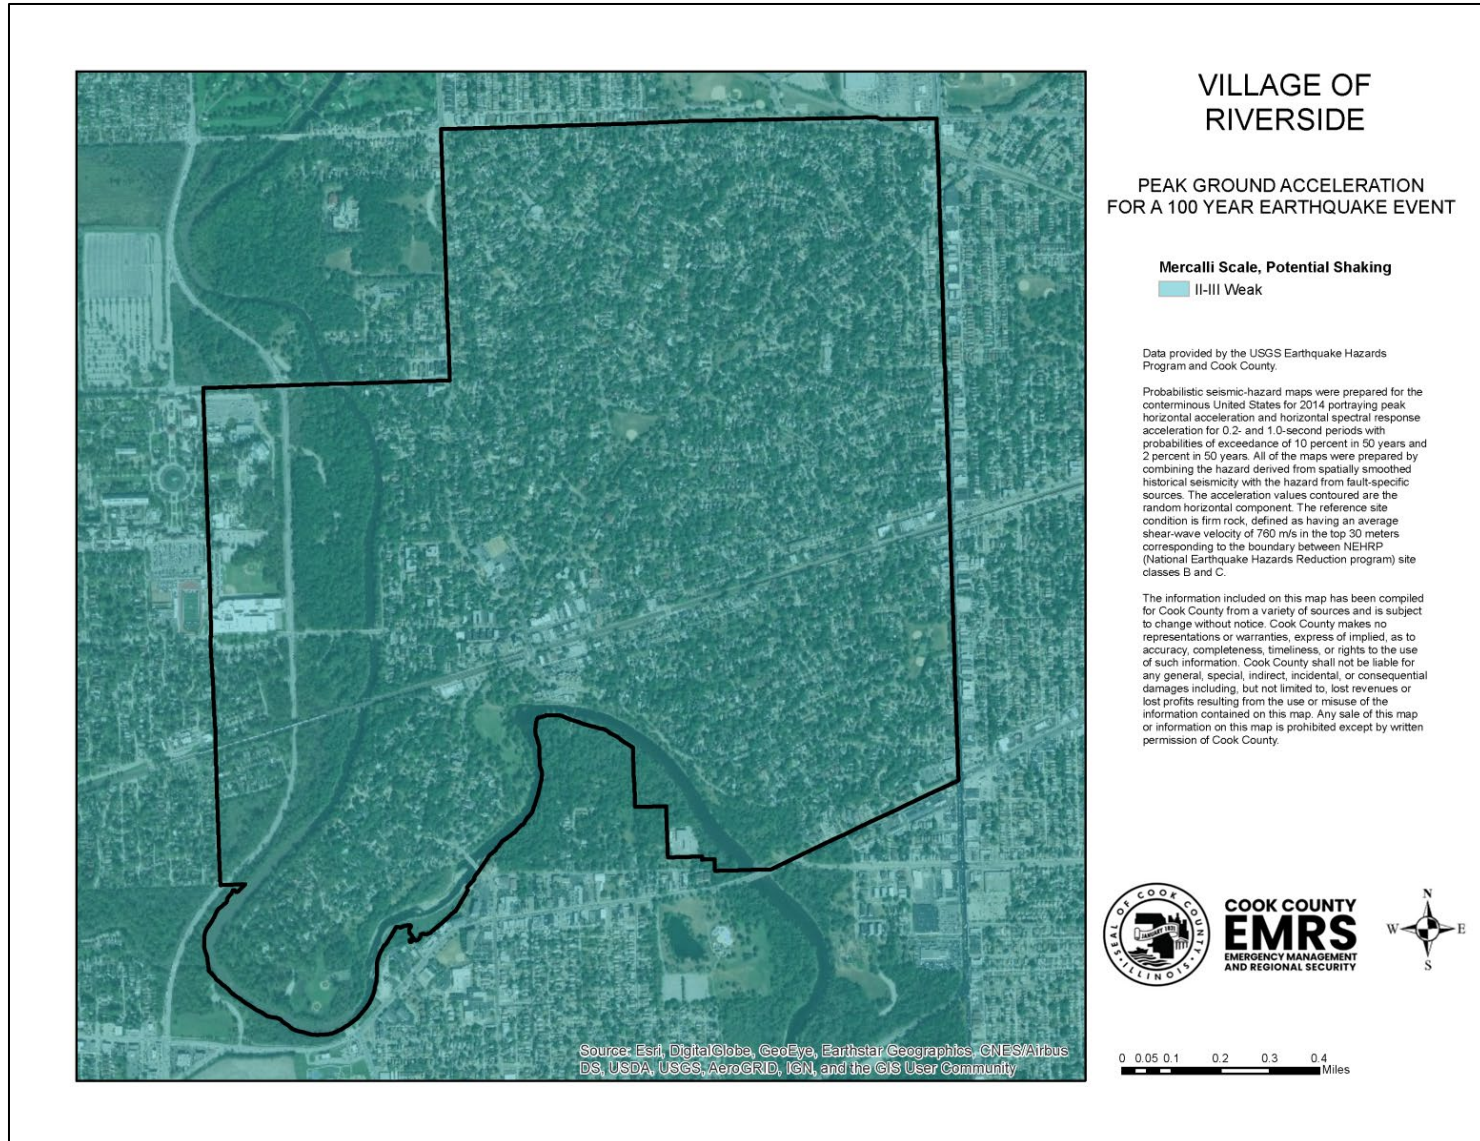 VILLAGE OF
RIVERSIDE
PEAK GROUND ACCELERATION
FOR A 100 YEAR EARTHQUAKE EVENT
Mercalli Scale, Potential Shaking
II-III Weak
Data provided by the USGS Earthquake Hazards
Program and Cook County.
Probabilistic seismic-hazard maps were prepared for the
conterminous United States for 2014 portraying peak
horizontal acceleration and horizontal spectral response
acceleration for 0.2- and 1.0-second periods with
probabilities of exceedance of 10 percent in 50 years and
2 percent in 50 years. All of the maps were prepared by
combining the hazard derived from spatially smoothed
historical seismicity with the hazard from fault-specific
sources. The acceleration values contoured are the
random horizontal component. The reference site
condition is firm rock, defined as having an average
shear-wave velocity of 760 m/s in the top 30 meters
corresponding to the boundary between NEHRP
(National Earthquake Hazards Reduction program) site
classes B and C.
The information included on this map has been compiled
for Cook County from a variety of sources and is subject
to change without notice. Cook County makes no
representations or warranties, express of implied, as to
accuracy, completeness, timeliness, or rights to the use
of such information. Cook County shall not be liable for
any general, special, indirect, incidental, or consequential
damages including, but not limited to, lost revenues or
lost profits resulting from the use or misuse of the
information contained on this map. Any sale of this map
or information on this map is prohibited except by written
permission of Cook County.
SEAL OF COOK COUNTY
JANUARY 1831
ILLINOIS
COOK COUNTY
EMRS
EMERGENCY MANAGEMENT
AND REGIONAL SECURITY
N
W E
S
Source: Esri, DigitalGlobe, GeoEye, Earthstar Geographics, CNES/Airbus
DS, USDA, USGS, AeroGRID, IGN, and the GIS User Community
0 0.05 0.1 0.2 0.3 0.4
Miles